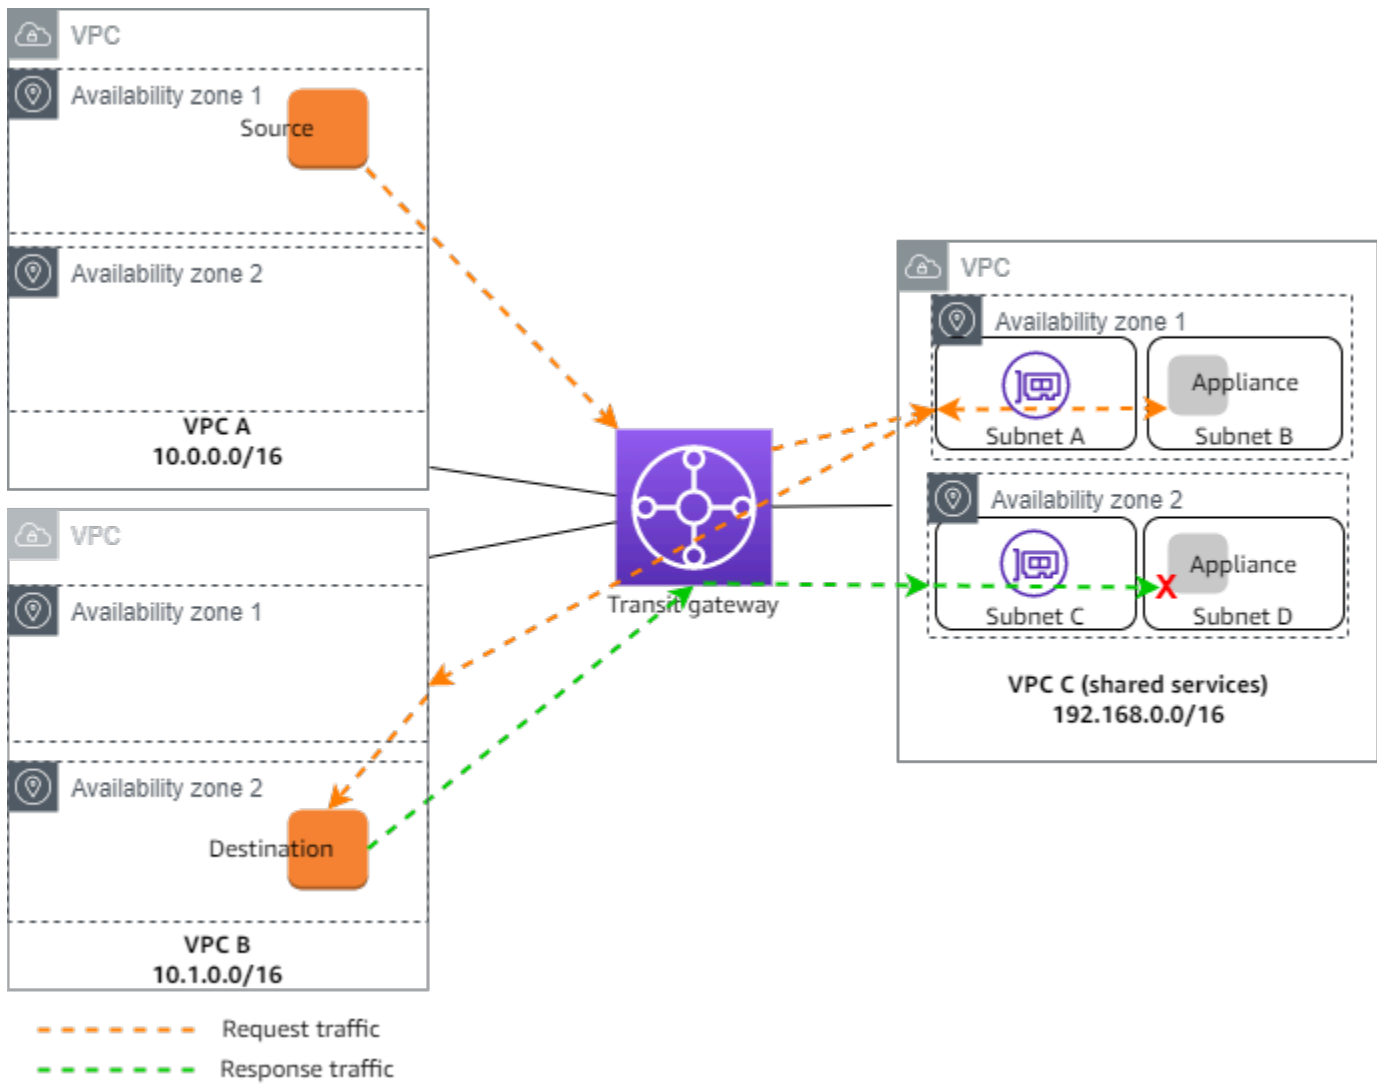 VPC
Availability zone 1
Source
Availability zone 2
VPC A
10.0.0.0/16
VPC
Availability zone 1
Availability zone 2
Destination
VPC B
10.1.0.0/16
Transit gateway
VPC
Availability zone 1
Appliance
Subnet A
Subnet B
Availability zone 2
Appliance
X
Subnet C
Subnet D
VPC C (shared services)
192.168.0.0/16
Request traffic
Response traffic